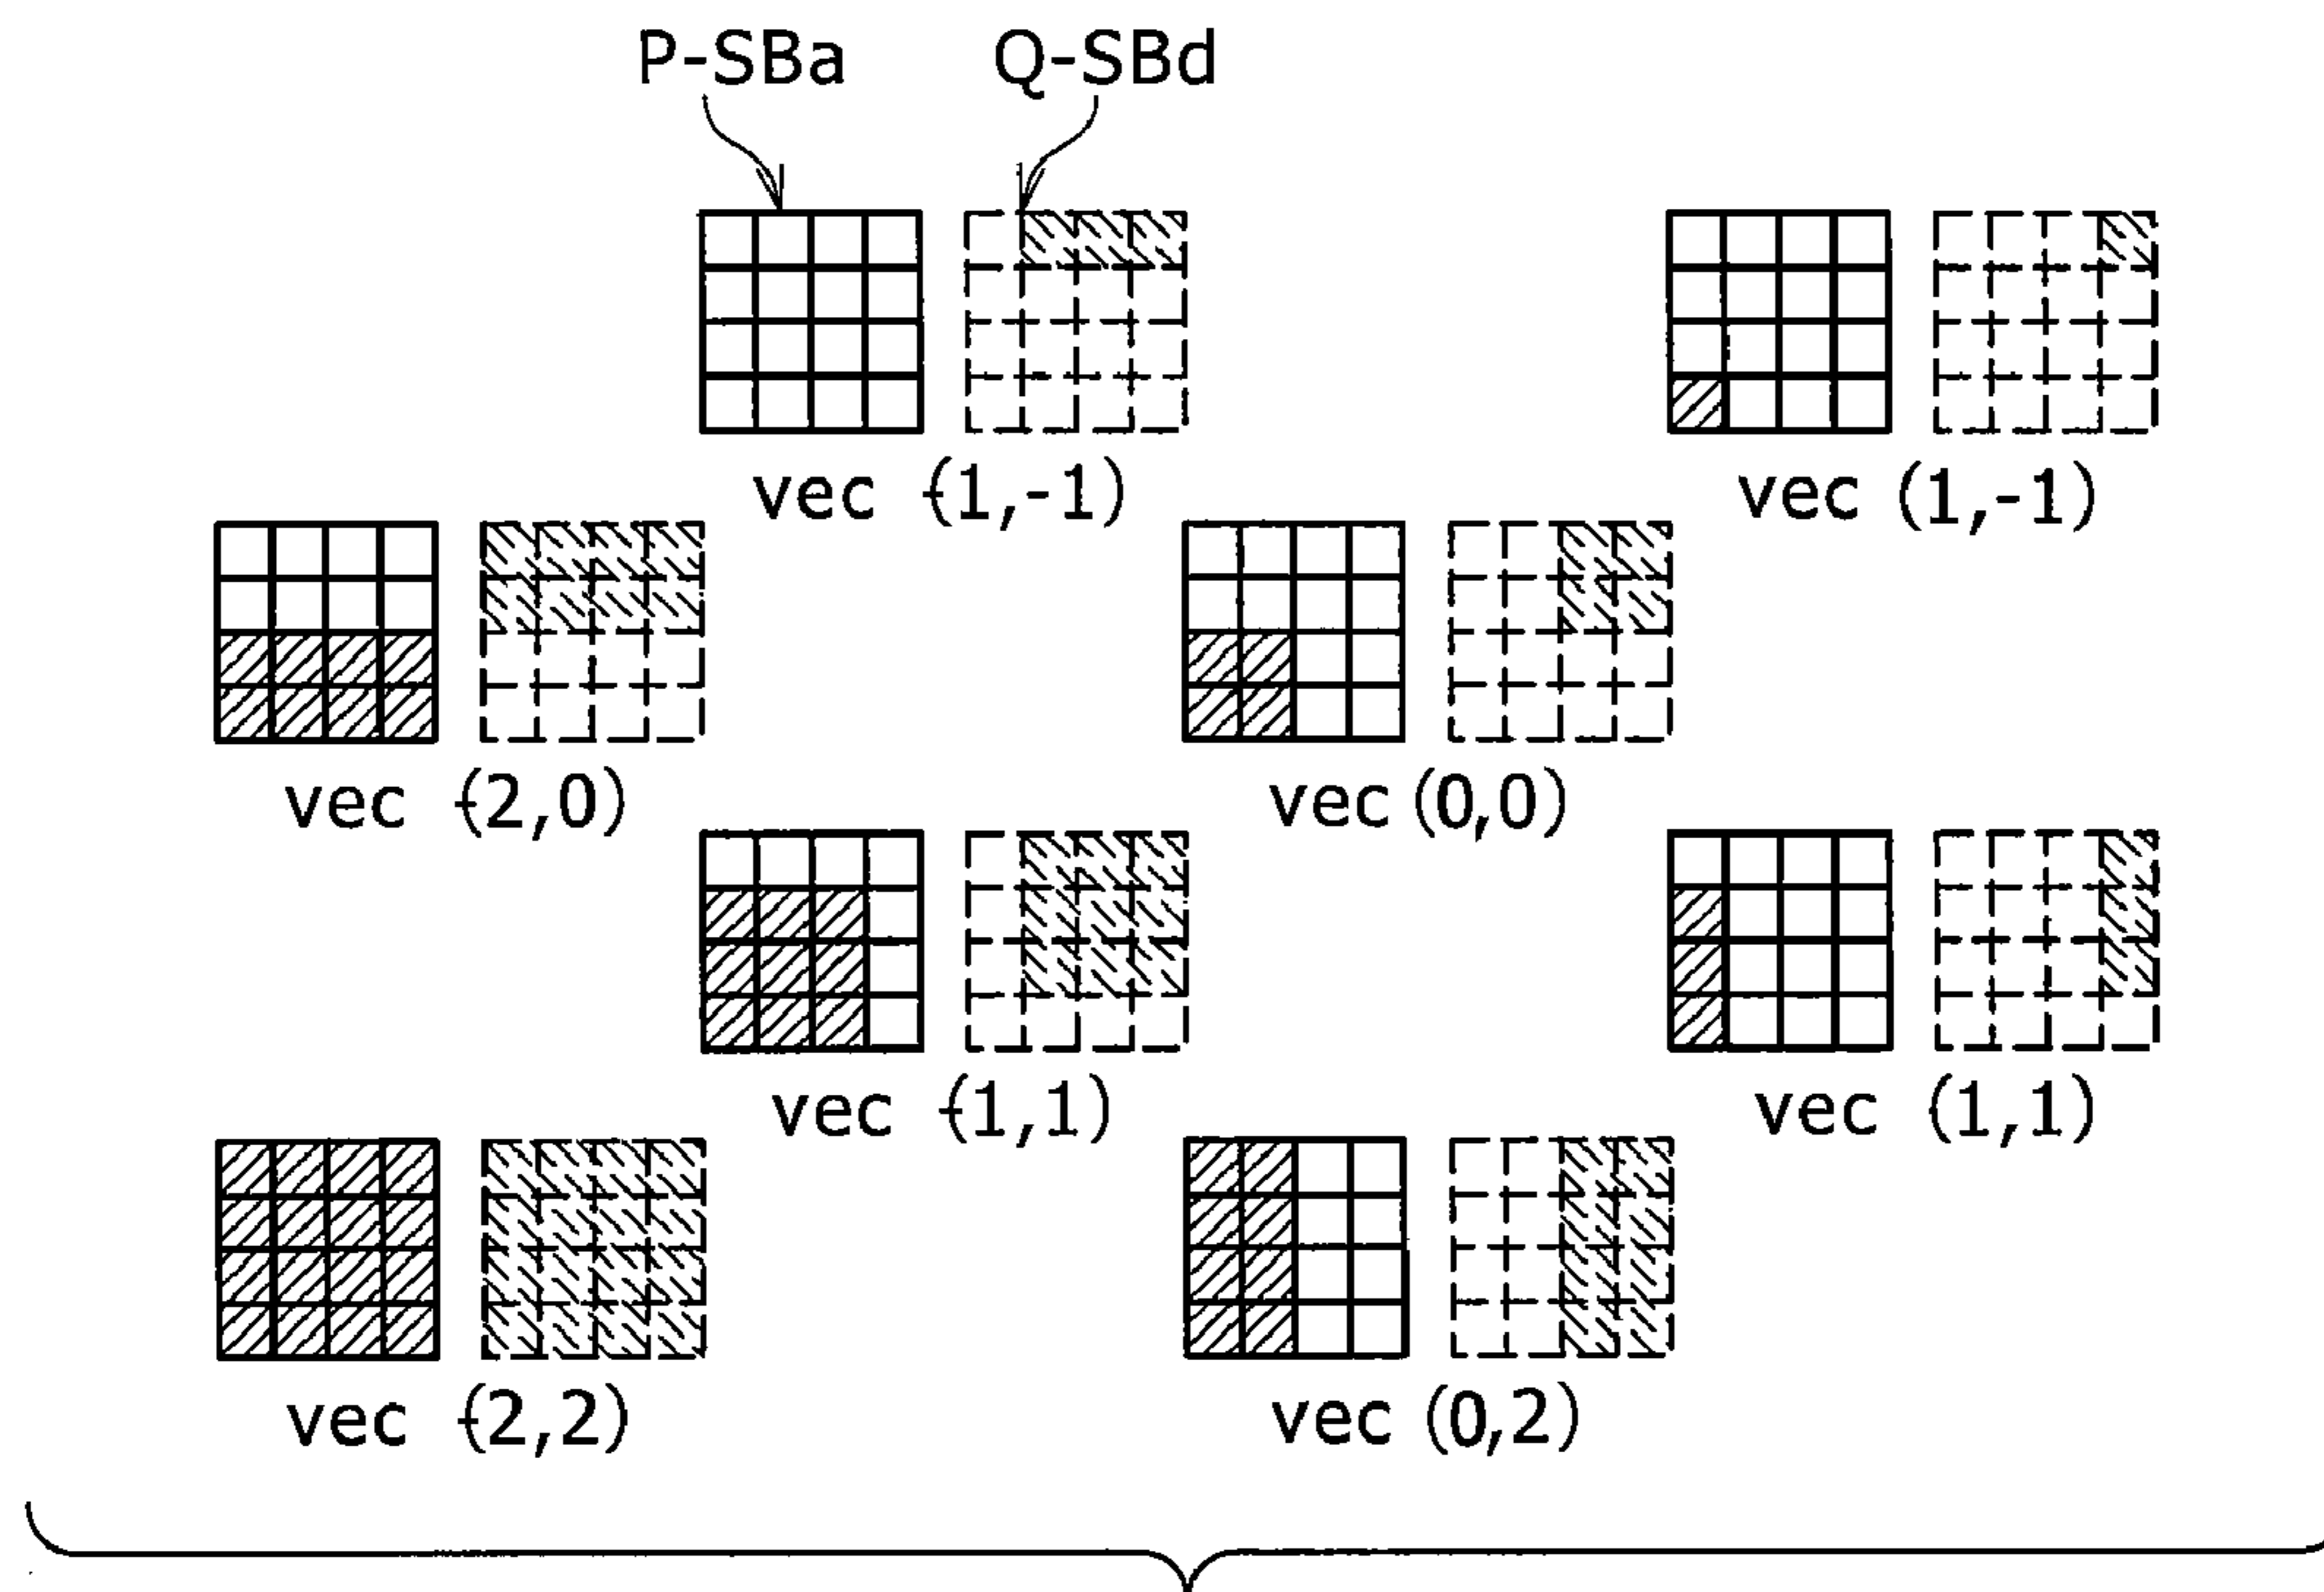 P-SBa Q-SBd
vec (-1,-1)
vec (1,-1)
vec (-2,0)
vec (0,0)
vec (-1,1)
vec (1,1)
vec (-2,2)
vec (0,2)